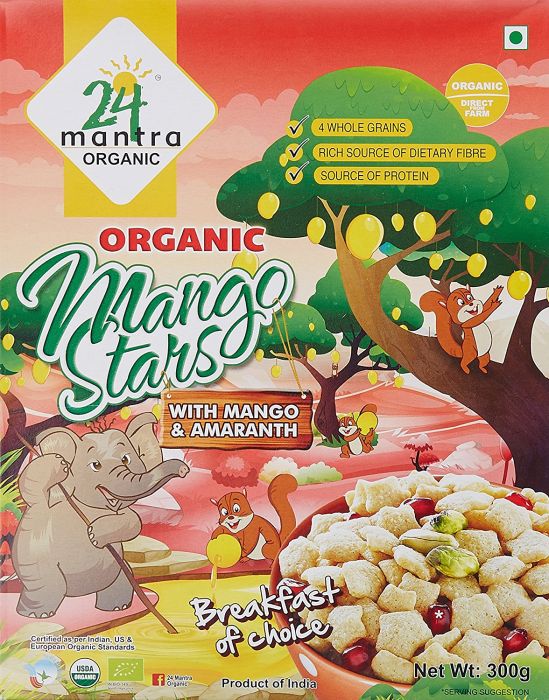 24
mantra
ORGANIC
ORGANIC
DIRECT
FROM
FARM
4 WHOLE GRAINS
RICH SOURCE OF DIETARY FIBRE
SOURCE OF PROTEIN
ORGANIC
Mango
Stars
WITH MANGO
& AMARANTH
Breakfast
of choice
Certified as per Indian, US &
European Organic Standards
USDA
ORGANIC
24 Mantra
Organic
Product of India
Net Wt: 300g
*SERVING SUGGESTION